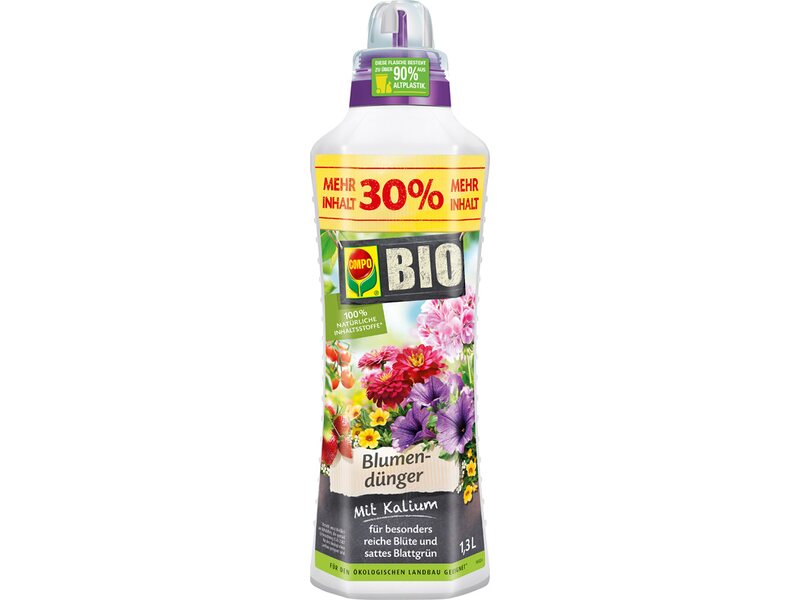 DIESE FLASCHE BESTEHT
ZU ÜBER 90% AUS
ALTPLASTIK.
MEHR INHALT 30% MEHR INHALT
COMPO
BIO
100%
NATÜRLICHE
INHALTSSTOFFE*
Blumen-
dünger
Mit Kalium
für besonders
reiche Blüte und
sattes Blattgrün
1,3 L
FÜR DEN ÖKOLOGISCHEN LANDBAU GEEIGNET